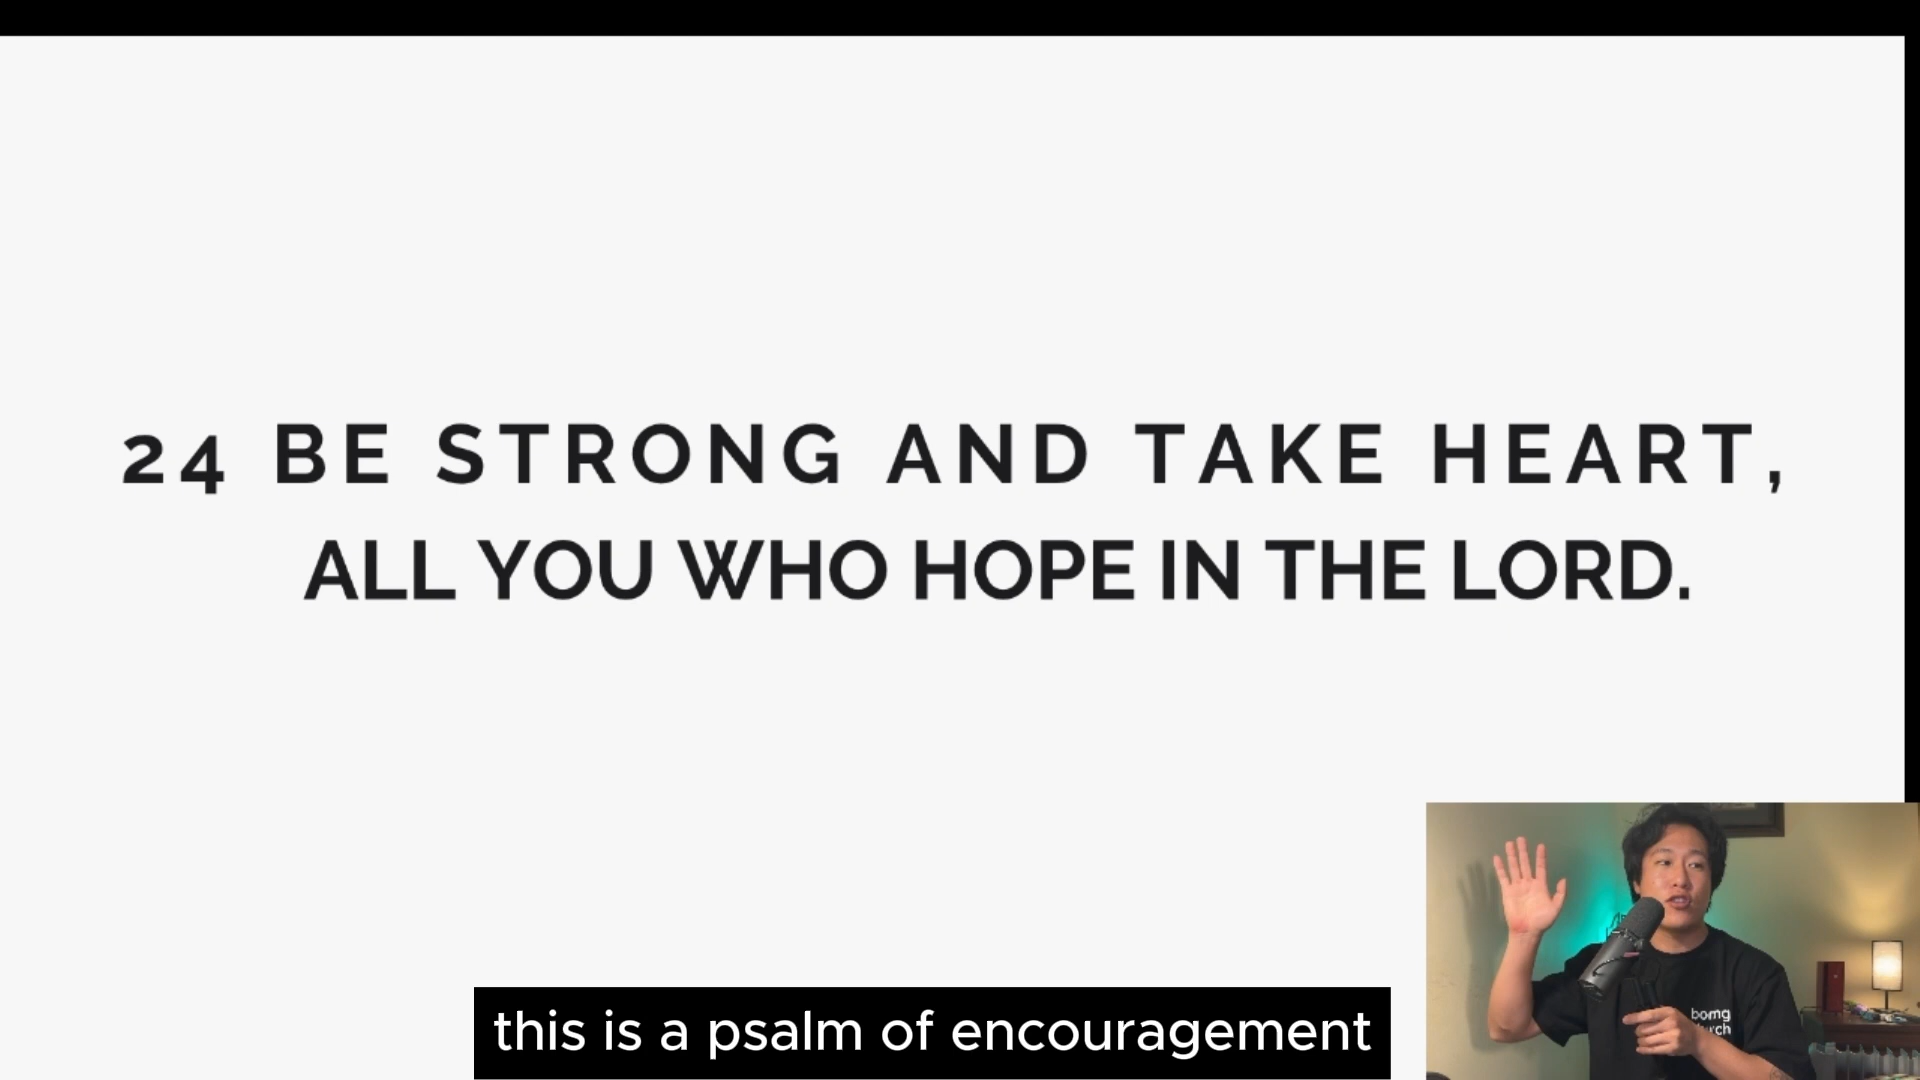 24 BE STRONG AND TAKE HEART,
ALL YOU WHO HOPE IN THE LORD.
this is a psalm of encouragement